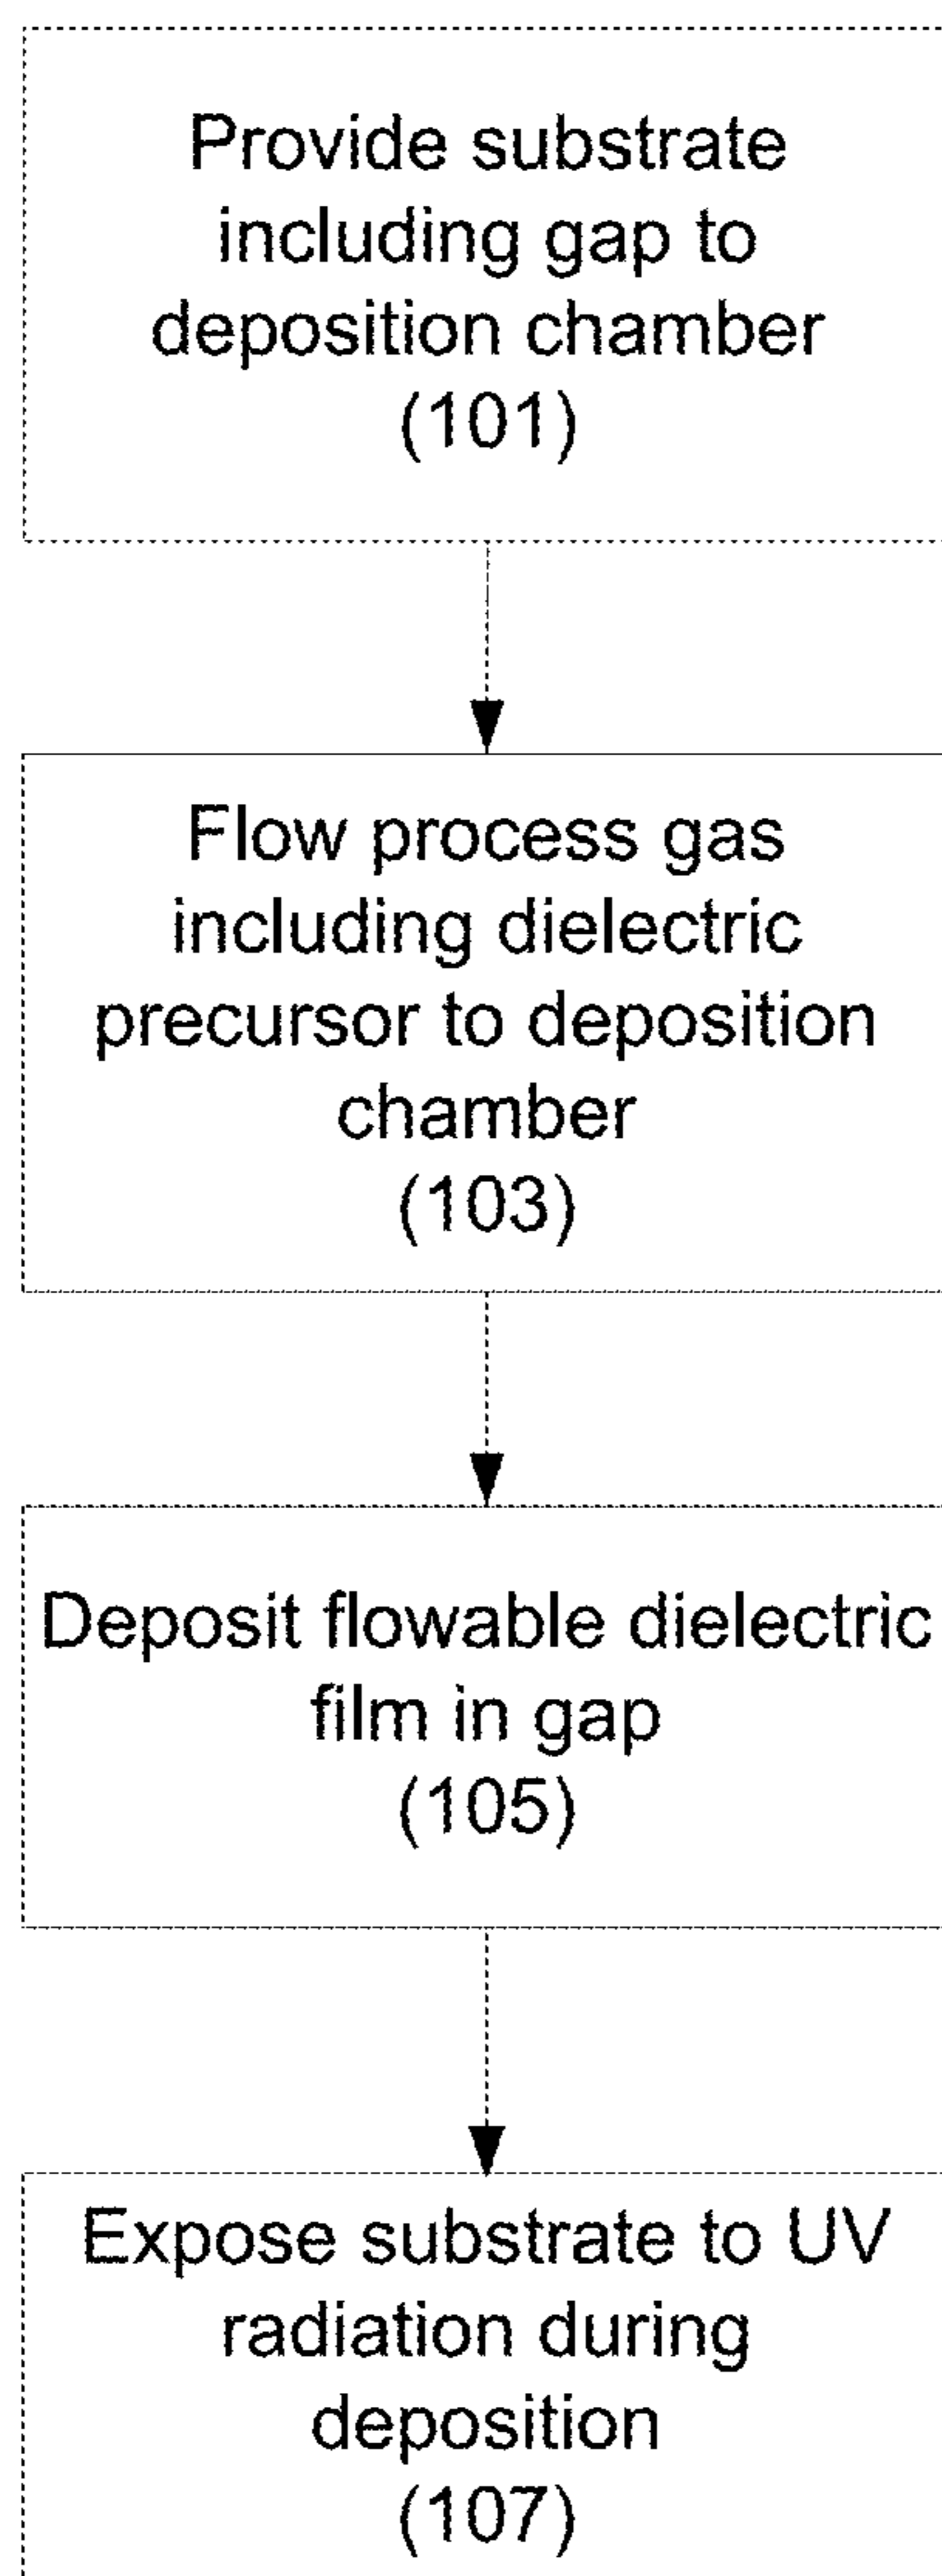 Provide substrate
including gap to
deposition chamber
(101)
Flow process gas
including dielectric
precursor to deposition
chamber
(103)
Deposit flowable dielectric
film in gap
(105)
Expose substrate to UV
radiation during
deposition
(107)